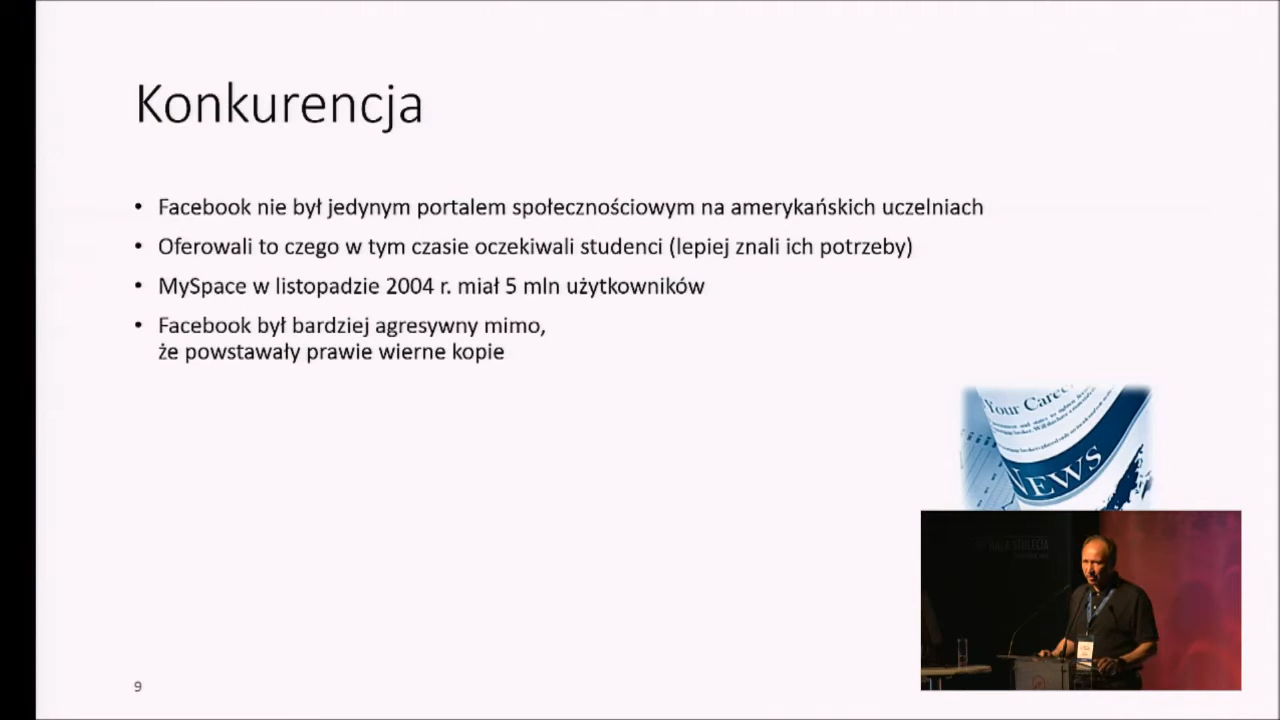 Konkurencja
• Facebook nie był jedynym portalem społecznościowym na amerykańskich uczelniach
• Oferowali to czego w tym czasie oczekiwali studenci (lepiej znali ich potrzeby)
• MySpace w listopadzie 2004 r. miał 5 mln użytkowników
• Facebook był bardziej agresywny mimo,
że powstawały prawie wierne kopie
Your Career
NEWS
HALA STULECIA
9